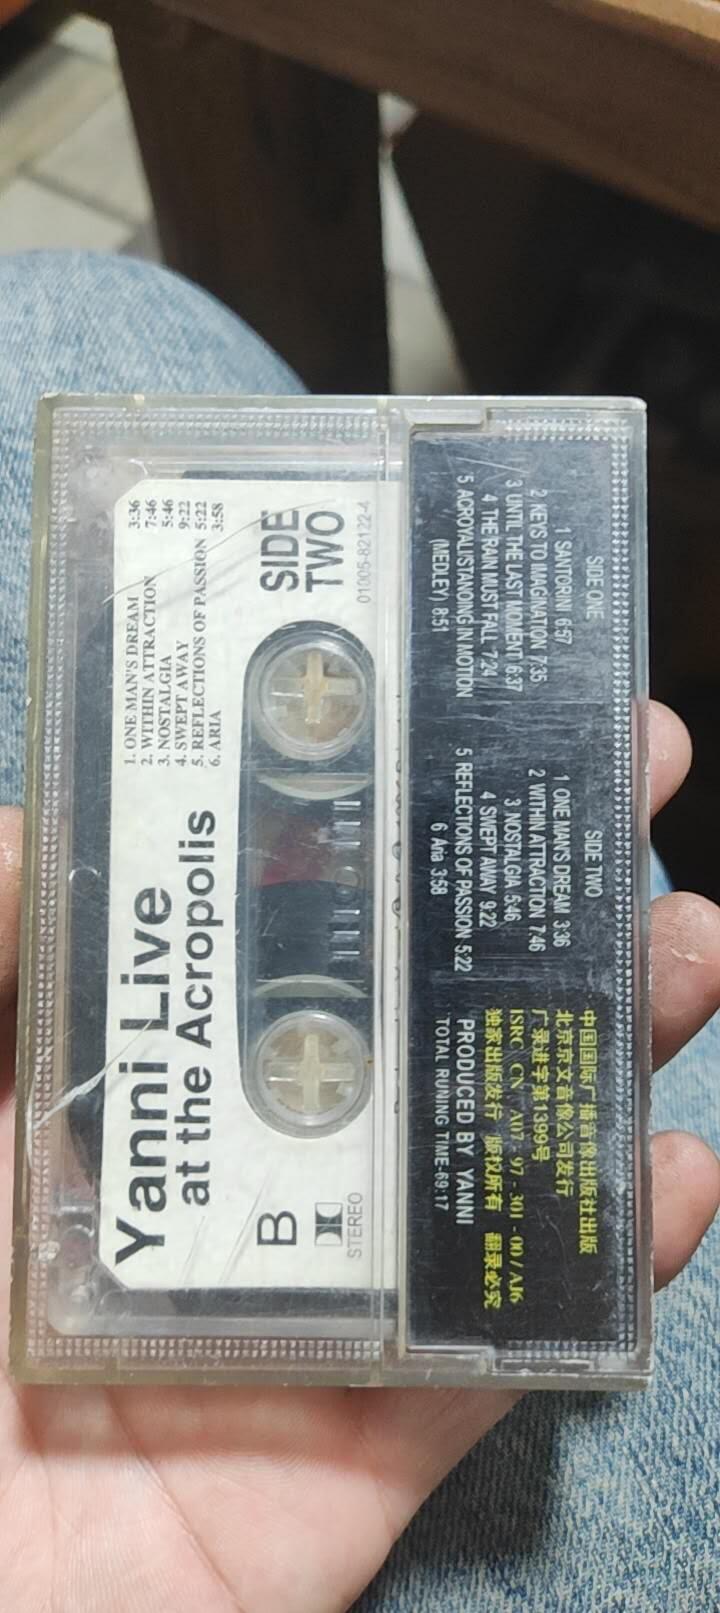 Yanni Live
at the Acropolis
1. ONE MAN'S DREAM 3:36
2. WITHIN ATTRACTION 7:46
3. NOSTALGIA 5:46
4. SWEPT AWAY 9:22
5. REFLECTIONS OF PASSION 5:22
6. ARIA 3:58
SIDE
TWO
01005-82122-4
B
STEREO
SIDE ONE
1 SANTORINI 6:57
2 KEYS TO IMAGINATION 7:35
3 UNTIL THE LAST MOMENT 6:37
4 THE RAIN MUST FALL 7:24
5 ACROYALI\STANDING IN MOTION
(MEDLEY) 8:51
SIDE TWO
1 ONE MAN'S DREAM 3:36
2 WITHIN ATTRACTION 7:46
3 NOSTALGIA 5:46
4 SWEPT AWAY 9:22
5 REFLECTIONS OF PASSION 5:22
6 Aria 3:58
中国国际广播音像出版社出版
北京京文音像公司发行
广录进字第1399号
ISRC CN - A07 - 97 - 301 - 00 / A·J6
独家出版发行 版权所有 翻录必究
PRODUCED BY YANNI
TOTAL RUNING TIME-69:17